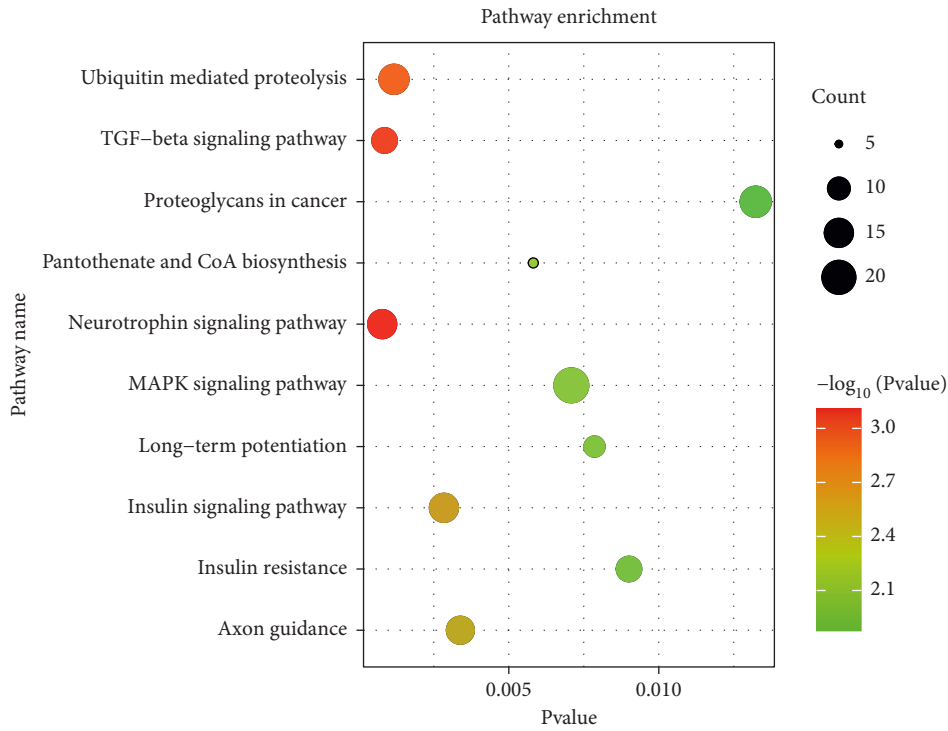 Pathway enrichment
Pathway name
Ubiquitin mediated proteolysis
TGF−beta signaling pathway
Proteoglycans in cancer
Pantothenate and CoA biosynthesis
Neurotrophin signaling pathway
MAPK signaling pathway
Long−term potentiation
Insulin signaling pathway
Insulin resistance
Axon guidance
0.005
0.010
Pvalue
Count
5
10
15
20
−log10 (Pvalue)
3.0
2.7
2.4
2.1